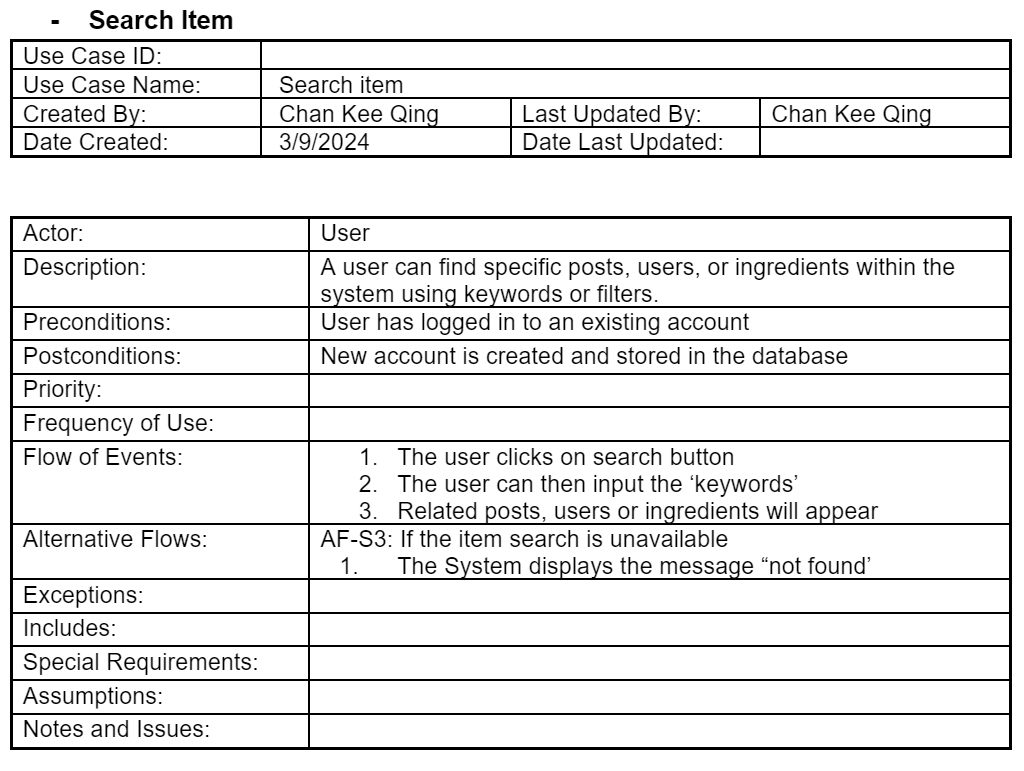 - Search Item
Use Case ID:
Use Case Name: Search item
Created By: Chan Kee Qing Last Updated By: Chan Kee Qing
Date Created: 3/9/2024 Date Last Updated:
Actor: User
Description: A user can find specific posts, users, or ingredients within the
system using keywords or filters.
Preconditions: User has logged in to an existing account
Postconditions: New account is created and stored in the database
Priority:
Frequency of Use:
Flow of Events: 1. The user clicks on search button
2. The user can then input the ‘keywords’
3. Related posts, users or ingredients will appear
Alternative Flows: AF-S3: If the item search is unavailable
1. The System displays the message “not found’
Exceptions:
Includes:
Special Requirements:
Assumptions:
Notes and Issues: